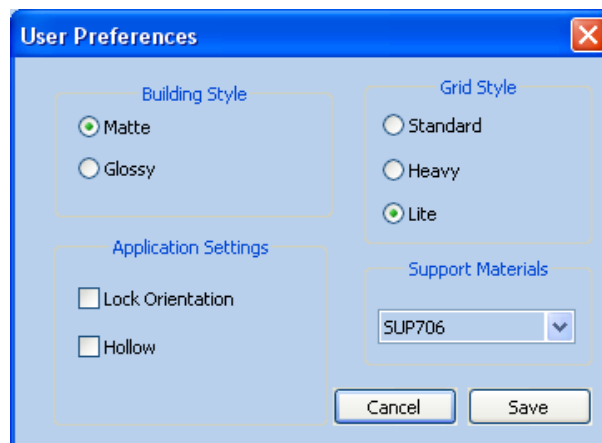 User Preferences
Building Style
Matte
Glossy
Grid Style
Standard
Heavy
Lite
Application Settings
Lock Orientation
Hollow
Support Materials
SUP706
Cancel
Save